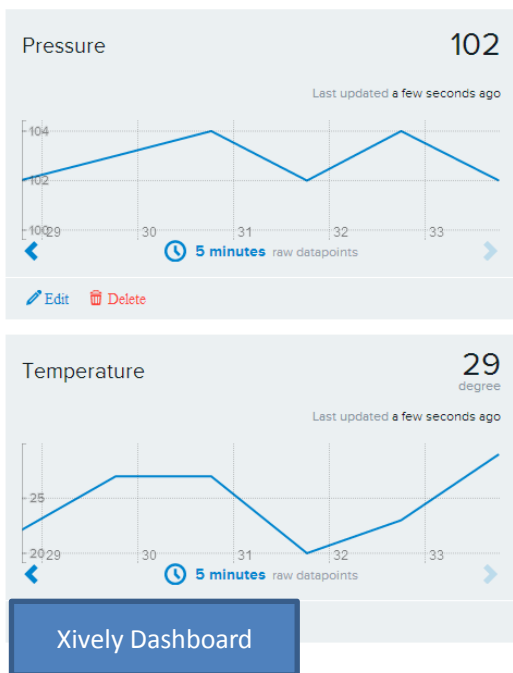 Pressure 102
Last updated a few seconds ago
104
102
100
29 30 31 32 33
5 minutes raw datapoints
Edit Delete
Temperature 29
degree
Last updated a few seconds ago
25
20
29 30 31 32 33
5 minutes raw datapoints
Xively Dashboard